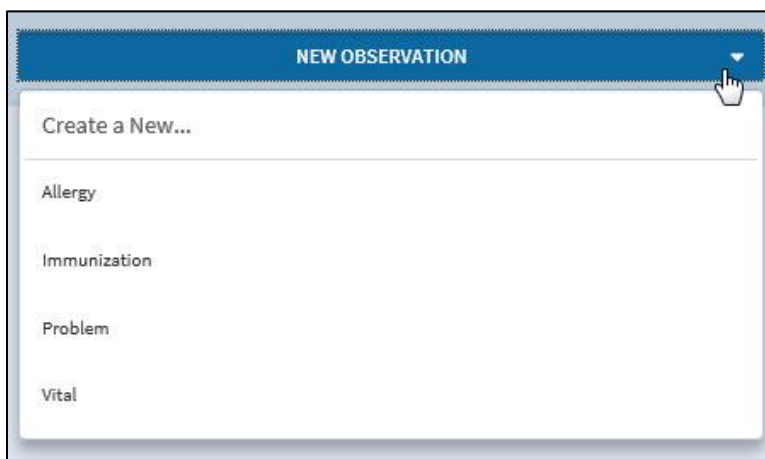 NEW OBSERVATION
Create a New...
Allergy
Immunization
Problem
Vital